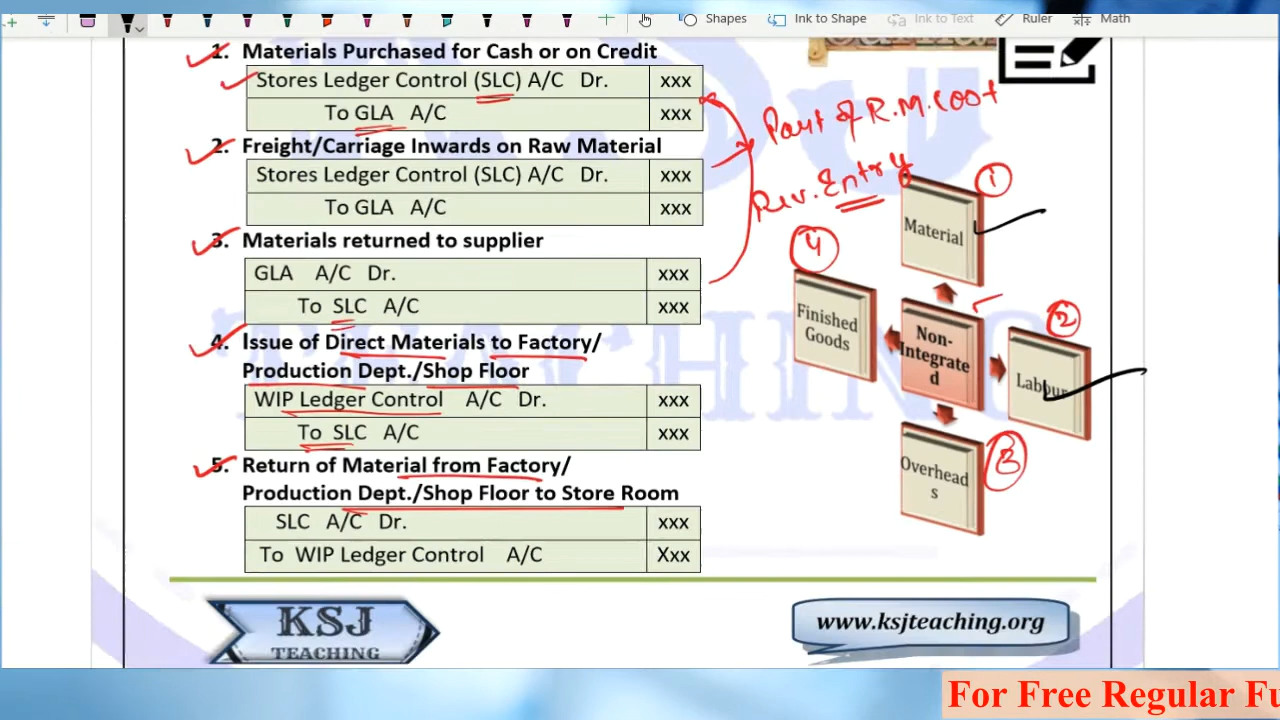 Shapes Ink to Shape Ink to Text Ruler Math
1. Materials Purchased for Cash or on Credit
Stores Ledger Control (SLC) A/C Dr. xxx
To GLA A/C xxx
Part of R.M. Cost
2. Freight/Carriage Inwards on Raw Material
Stores Ledger Control (SLC) A/C Dr. xxx
To GLA A/C xxx
Rev. Entry
3. Materials returned to supplier
GLA A/C Dr. xxx
To SLC A/C xxx
4. Issue of Direct Materials to Factory/
Production Dept./Shop Floor
WIP Ledger Control A/C Dr. xxx
To SLC A/C xxx
5. Return of Material from Factory/
Production Dept./Shop Floor to Store Room
SLC A/C Dr. xxx
To WIP Ledger Control A/C Xxx
1
Material
4
Finished
Goods
Non-
Integrate
d
2
Labour
3
Overhead
s
TEACHING
KSJ
TEACHING
www.ksjteaching.org
For Free Regular Fu